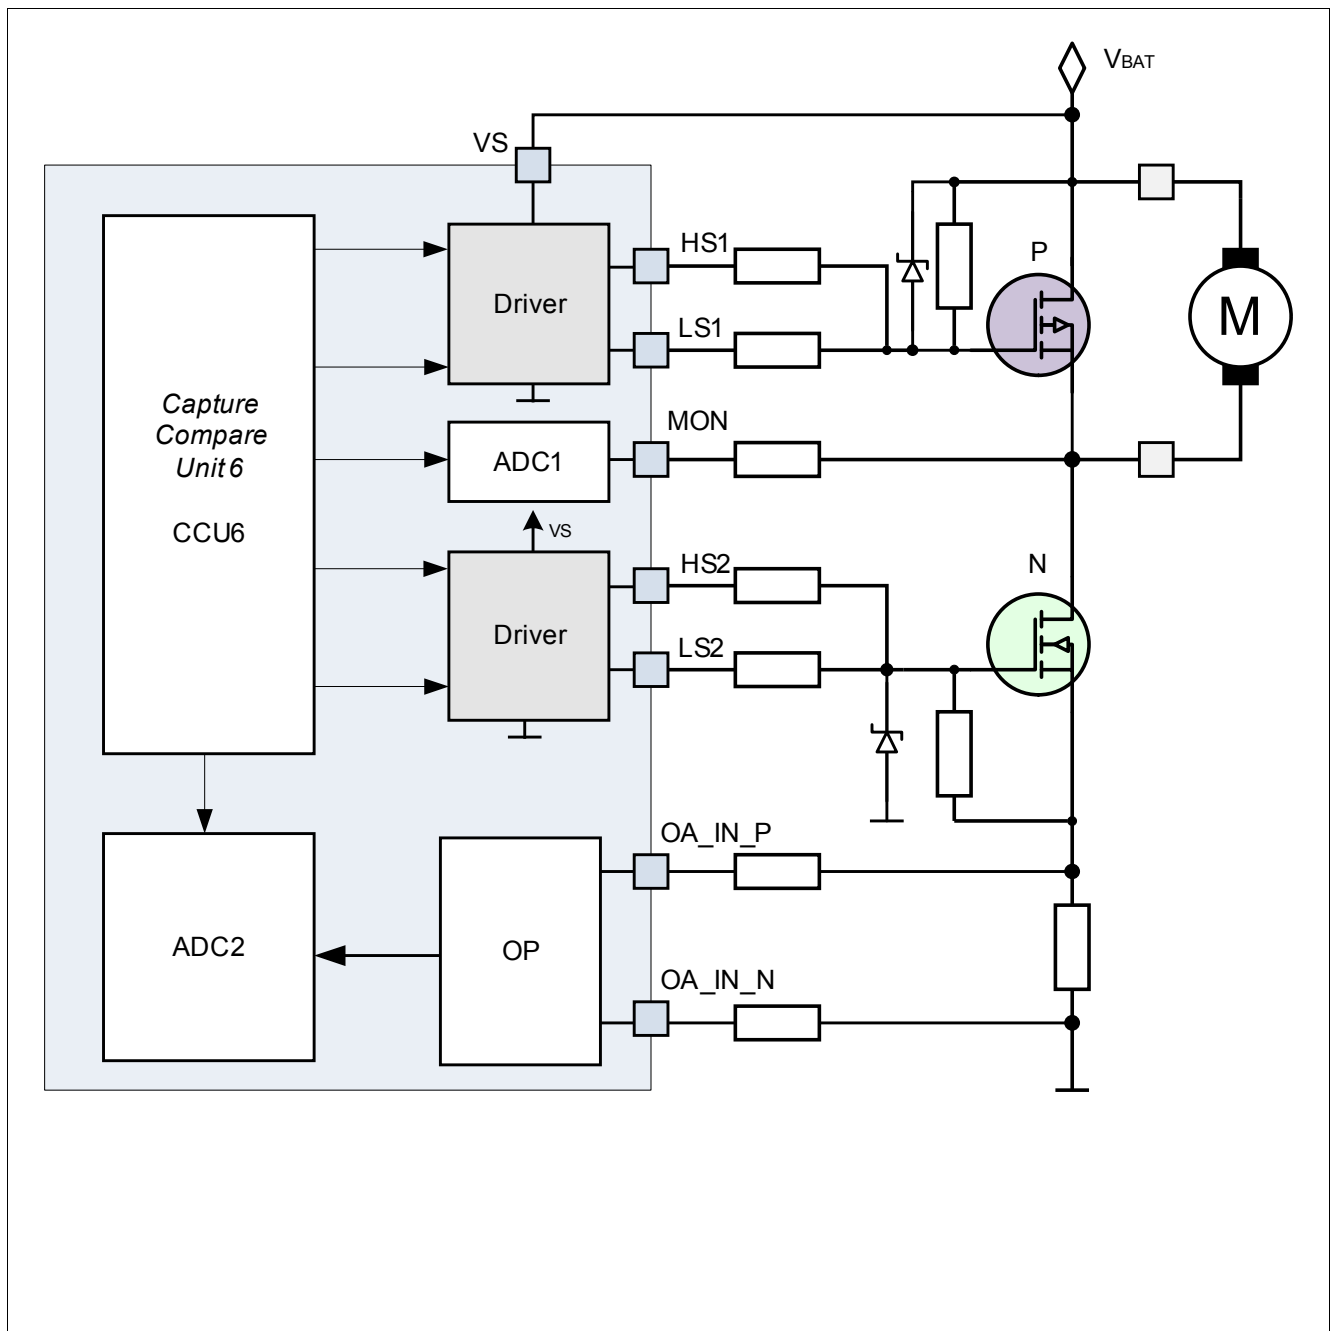 VBAT
VS
HS1
P
Driver
LS1
M
Capture
Compare
Unit 6
CCU6
MON
ADC1
VS
HS2
N
Driver
LS2
OA_IN_P
ADC2
OP
OA_IN_N